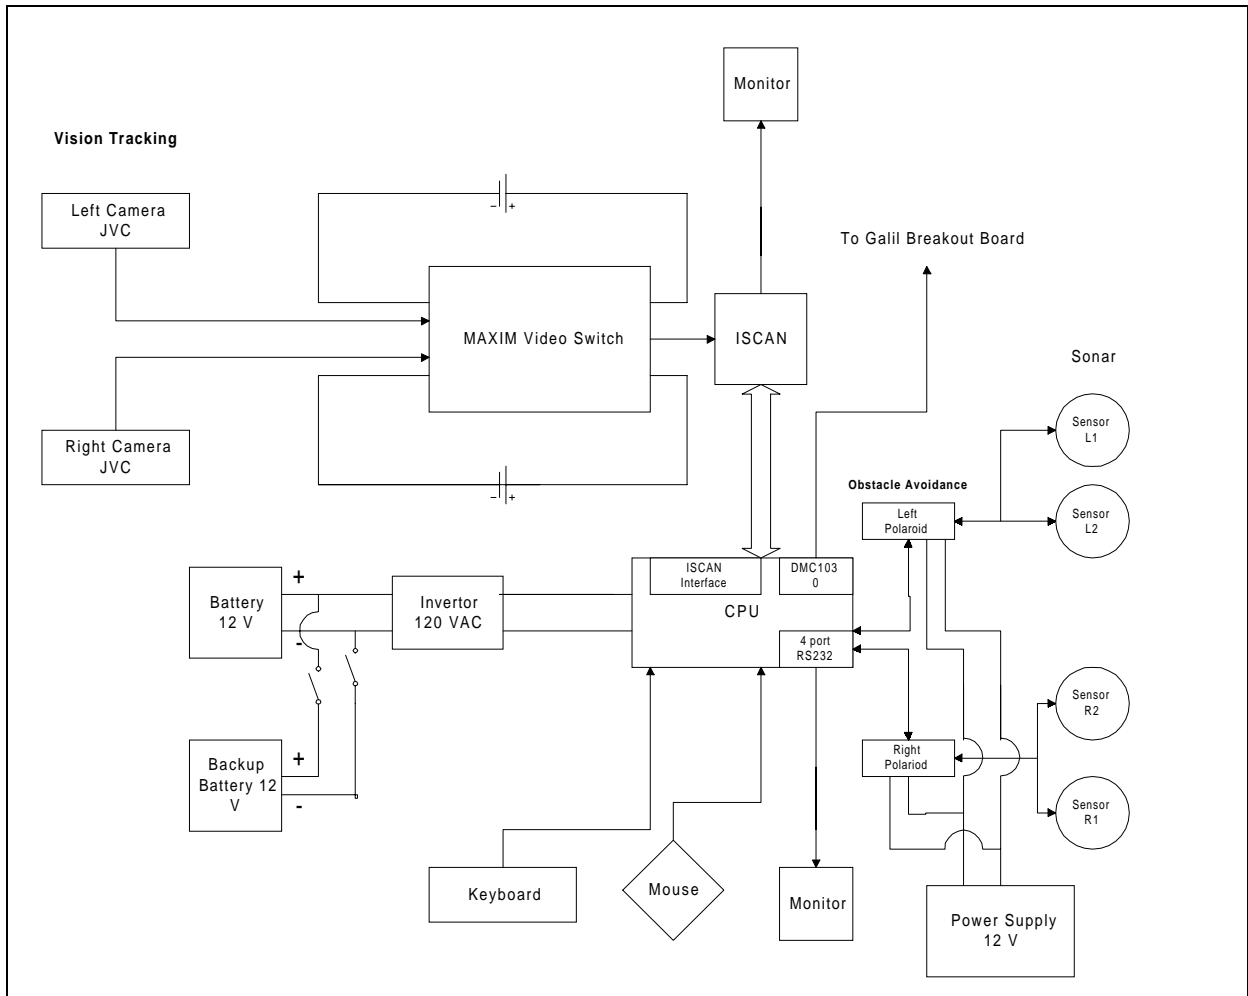 Monitor
Vision Tracking
Left Camera
JVC
- +
To Galil Breakout Board
MAXIM Video Switch
ISCAN
Sonar
Sensor
L1
Right Camera
JVC
- +
Obstacle Avoidance
Left
Polaroid
Sensor
L2
+
Battery
12 V
-
Invertor
120 VAC
ISCAN
Interface
DMC103
0
CPU
4 port
RS232
Sensor
R2
+
Backup
Battery 12
V
-
Right
Polariod
Sensor
R1
Keyboard
Mouse
Monitor
Power Supply
12 V